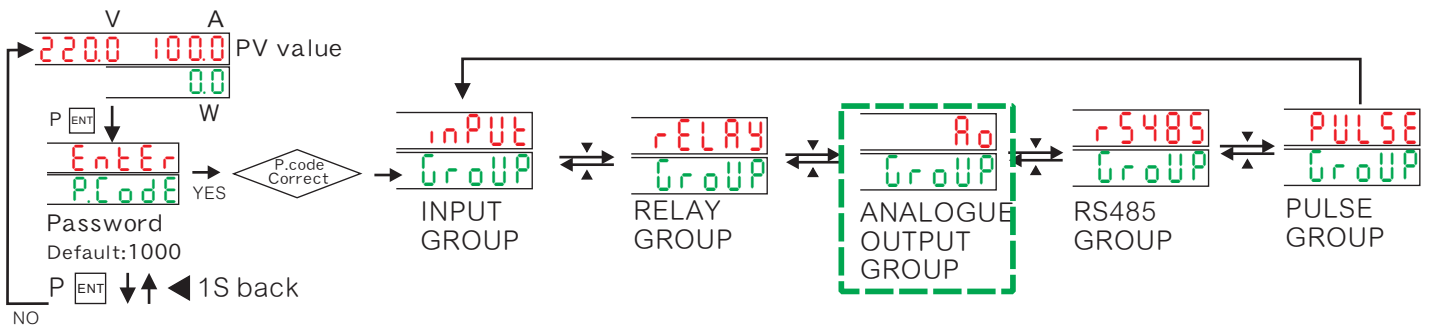 V A
220.0 100.0 PV value
0.0
W
P ENT
EntEr
P.CodE
YES
Password
Default:1000
P ENT 1S back
NO
P.code
Correct
inPUt
GroUP
INPUT
GROUP
rELAY
GroUP
RELAY
GROUP
Ao
GroUP
ANALOGUE
OUTPUT
GROUP
rS485
GroUP
RS485
GROUP
PULSE
GroUP
PULSE
GROUP